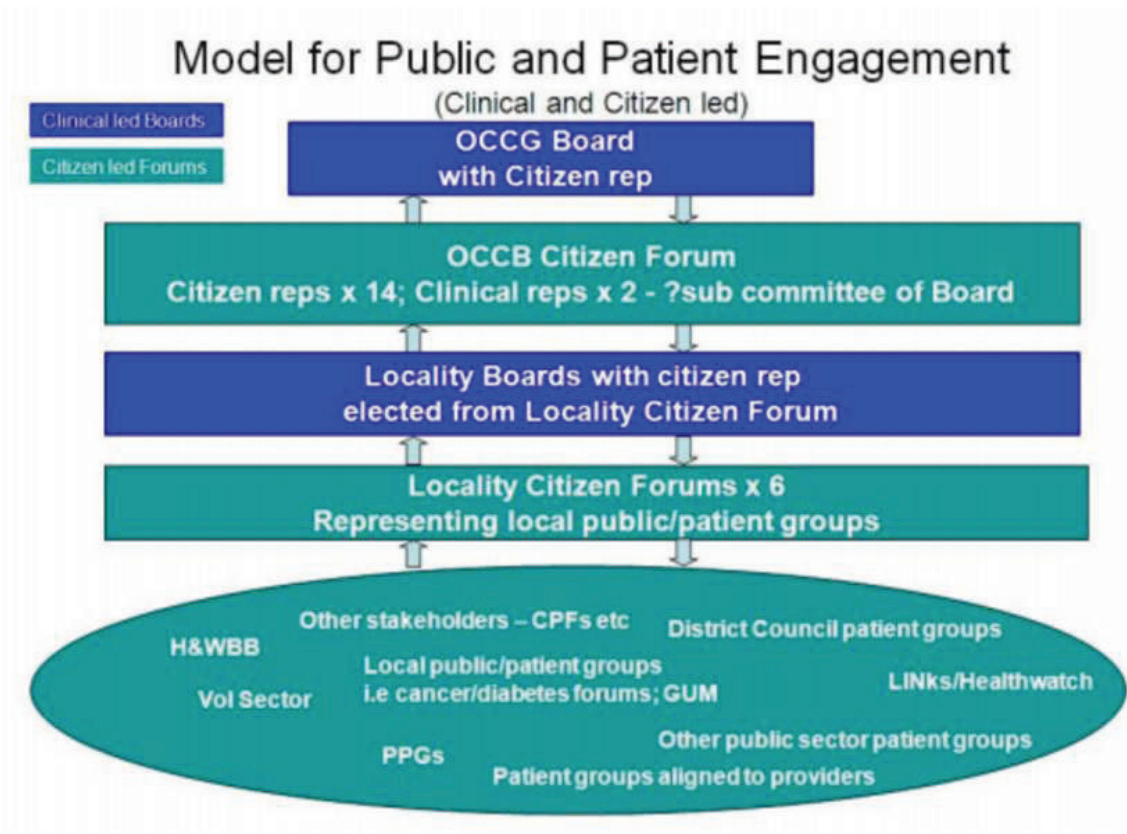 Model for Public and Patient Engagement
(Clinical and Citizen led)
Clinical led Boards
Citizen led Forums
OCCG Board
with Citizen rep
OCCB Citizen Forum
Citizen reps x 14; Clinical reps x 2 - ?sub committee of Board
Locality Boards with citizen rep
elected from Locality Citizen Forum
Locality Citizen Forums x 6
Representing local public/patient groups
Other stakeholders – CPFs etc
District Council patient groups
H&WBB
Local public/patient groups
i.e cancer/diabetes forums; GUM
LINks/Healthwatch
Vol Sector
Other public sector patient groups
PPGs
Patient groups aligned to providers